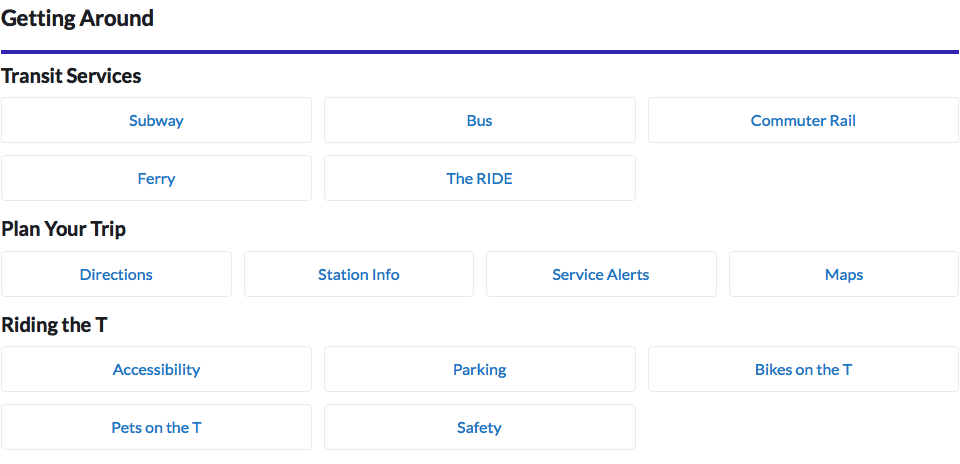 Getting Around
Transit Services
Subway
Bus
Commuter Rail
Ferry
The RIDE
Plan Your Trip
Directions
Station Info
Service Alerts
Maps
Riding the T
Accessibility
Parking
Bikes on the T
Pets on the T
Safety